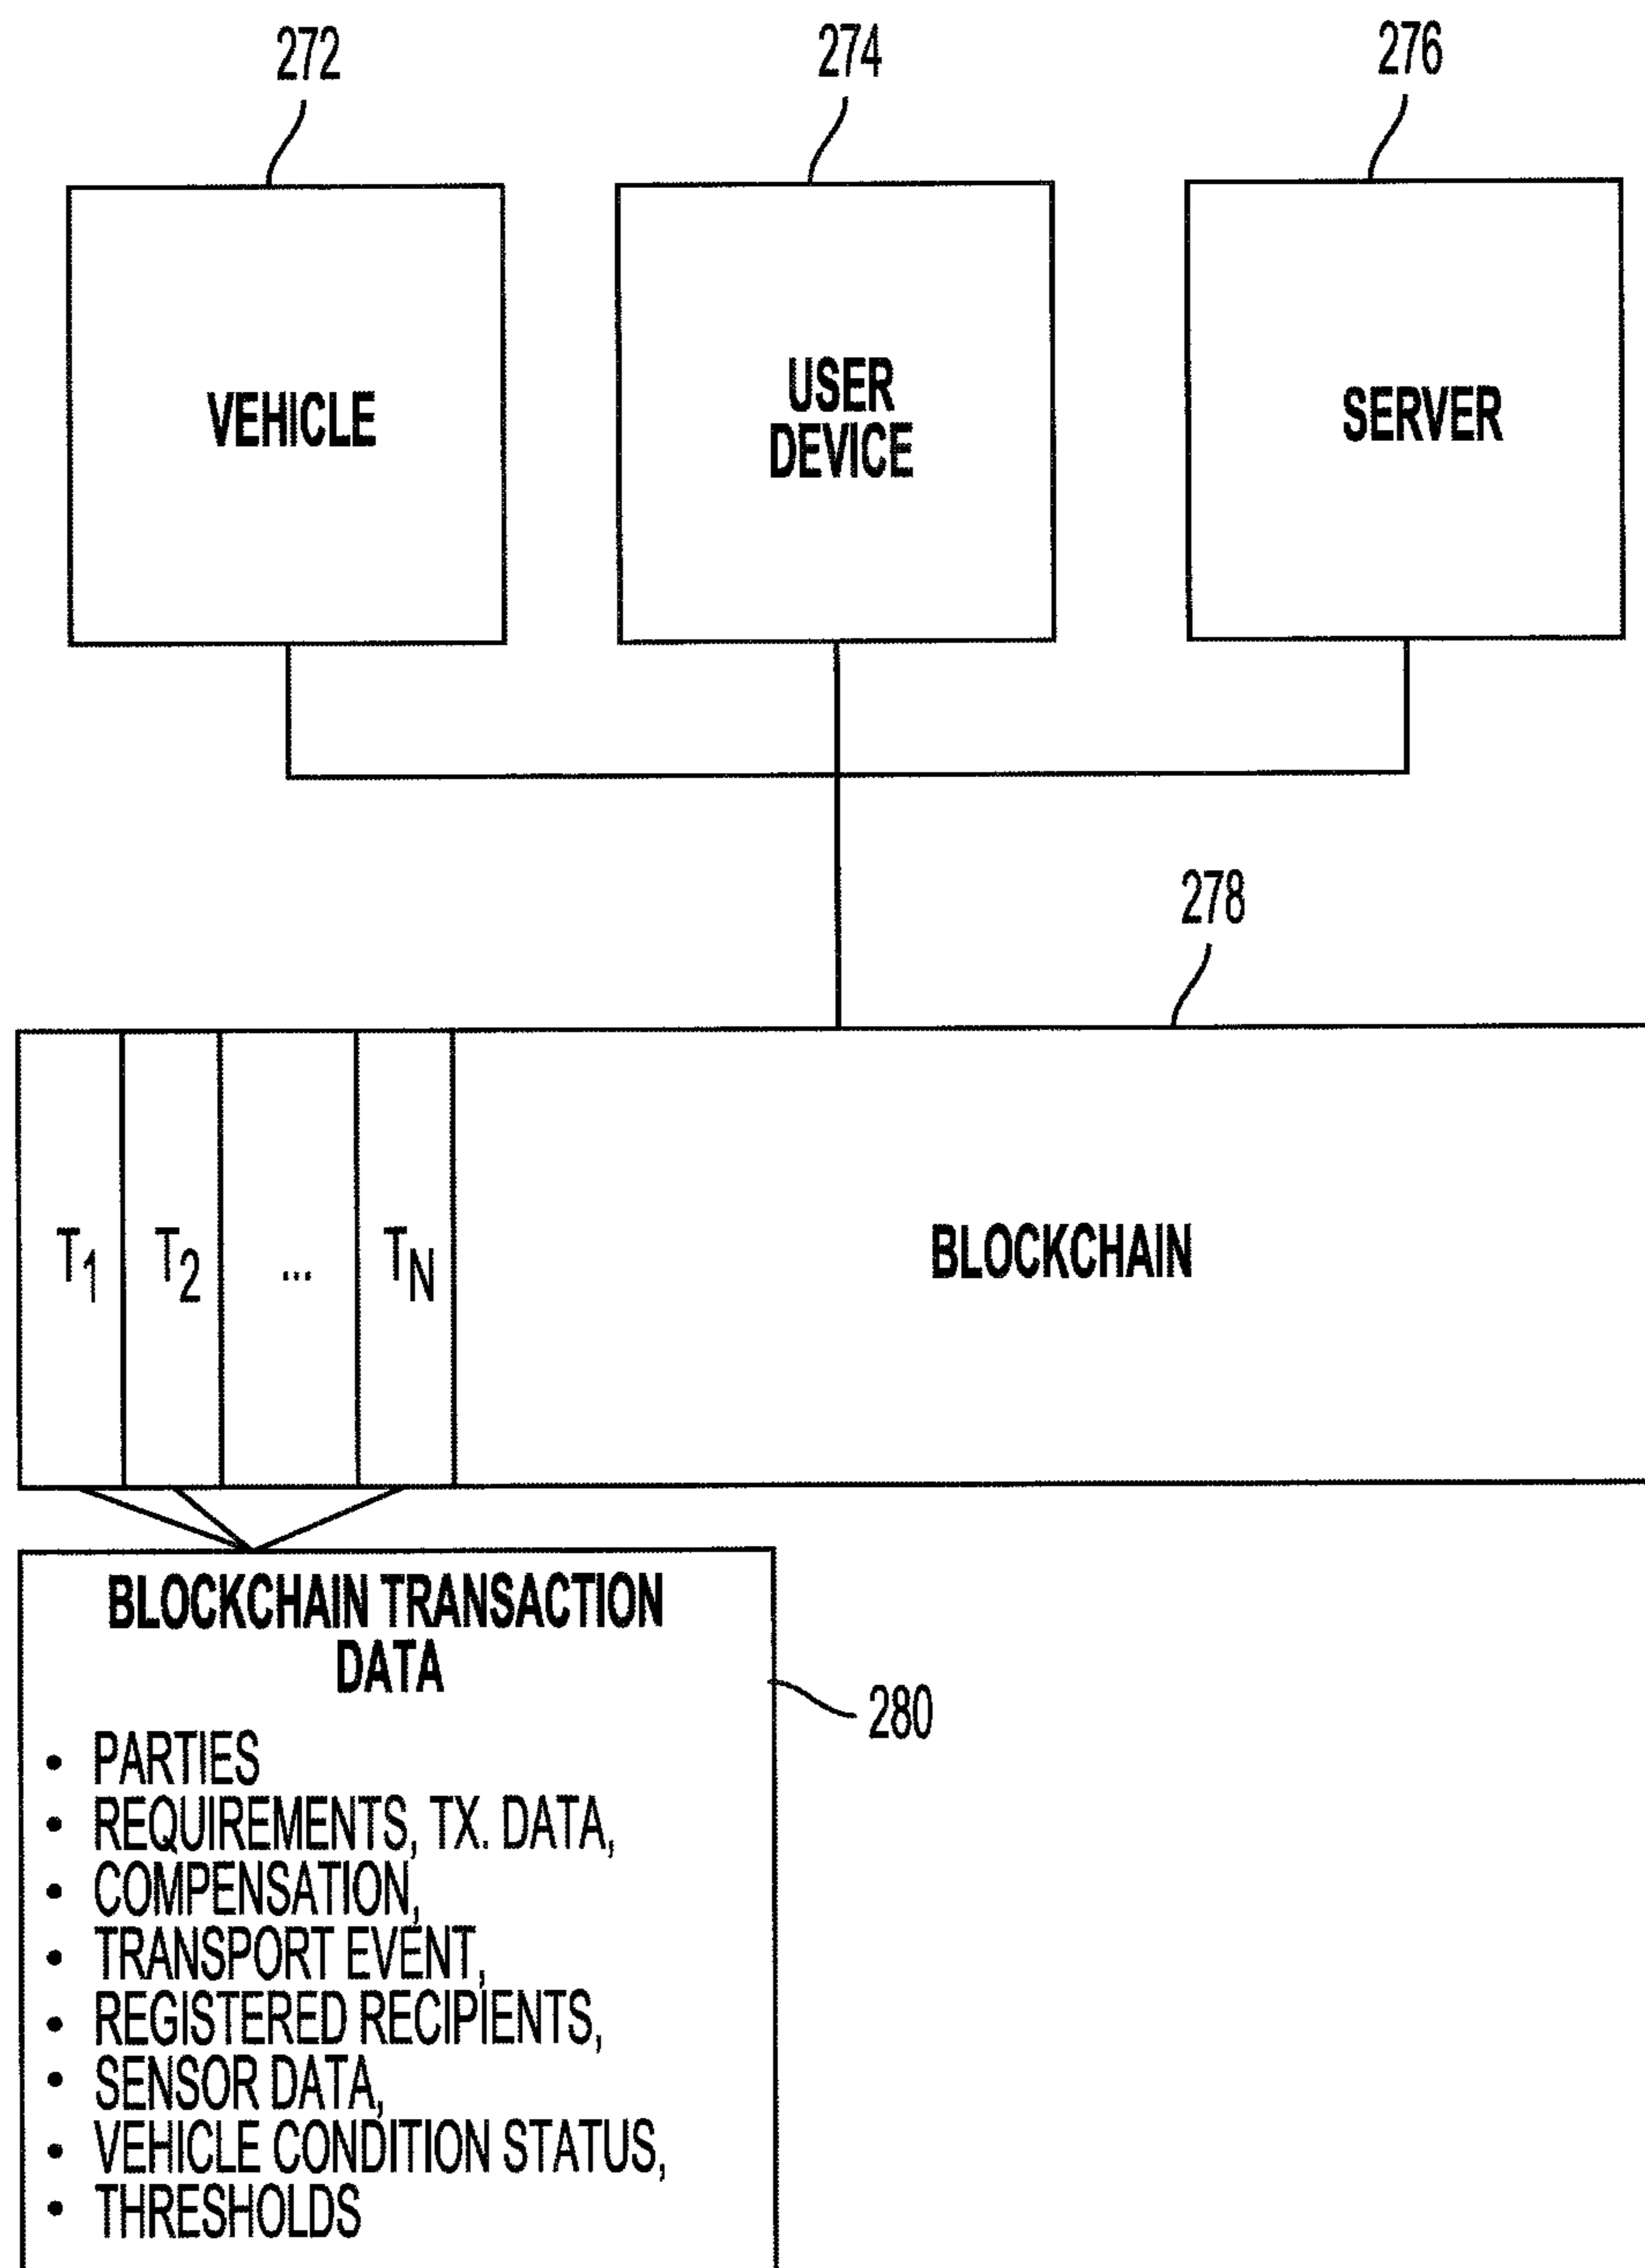 272
274
276
VEHICLE
USER
DEVICE
SERVER
278
T1
T2
...
TN
BLOCKCHAIN
BLOCKCHAIN TRANSACTION
DATA
280
• PARTIES
• REQUIREMENTS, TX. DATA,
• COMPENSATION,
• TRANSPORT EVENT,
• REGISTERED RECIPIENTS,
• SENSOR DATA,
• VEHICLE CONDITION STATUS,
• THRESHOLDS